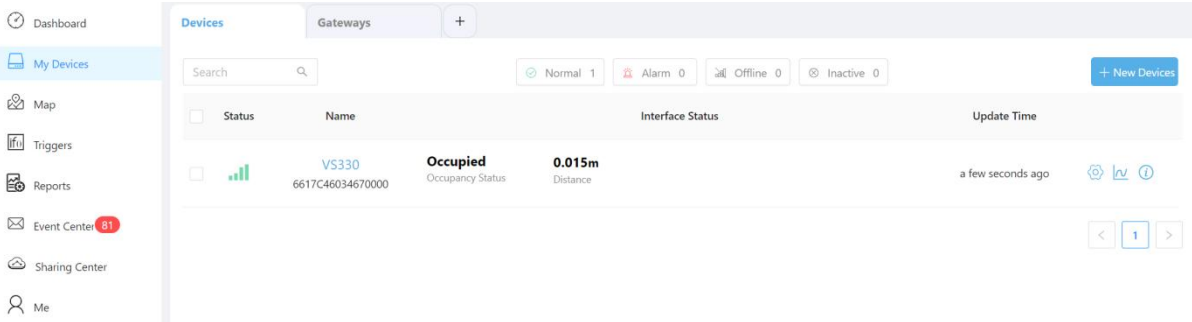 Dashboard
My Devices
Map
Triggers
Reports
Event Center 81
Sharing Center
Me
Devices Gateways +
Search Normal 1 Alarm 0 Offline 0 Inactive 0 + New Devices
Status Name Interface Status Update Time
VS330 Occupied 0.015m
6617C46034670000 Occupancy Status Distance a few seconds ago
< 1 >